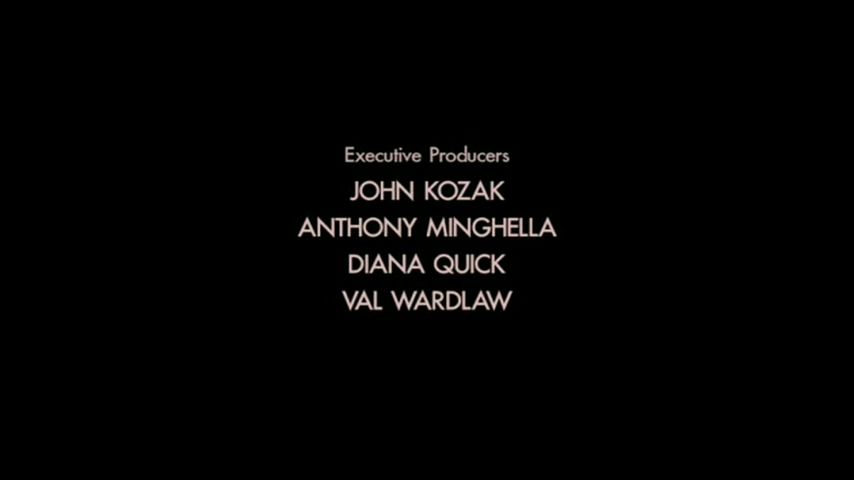 Executive Producers
JOHN KOZAK
ANTHONY MINGHELLA
DIANA QUICK
VAL WARDLAW